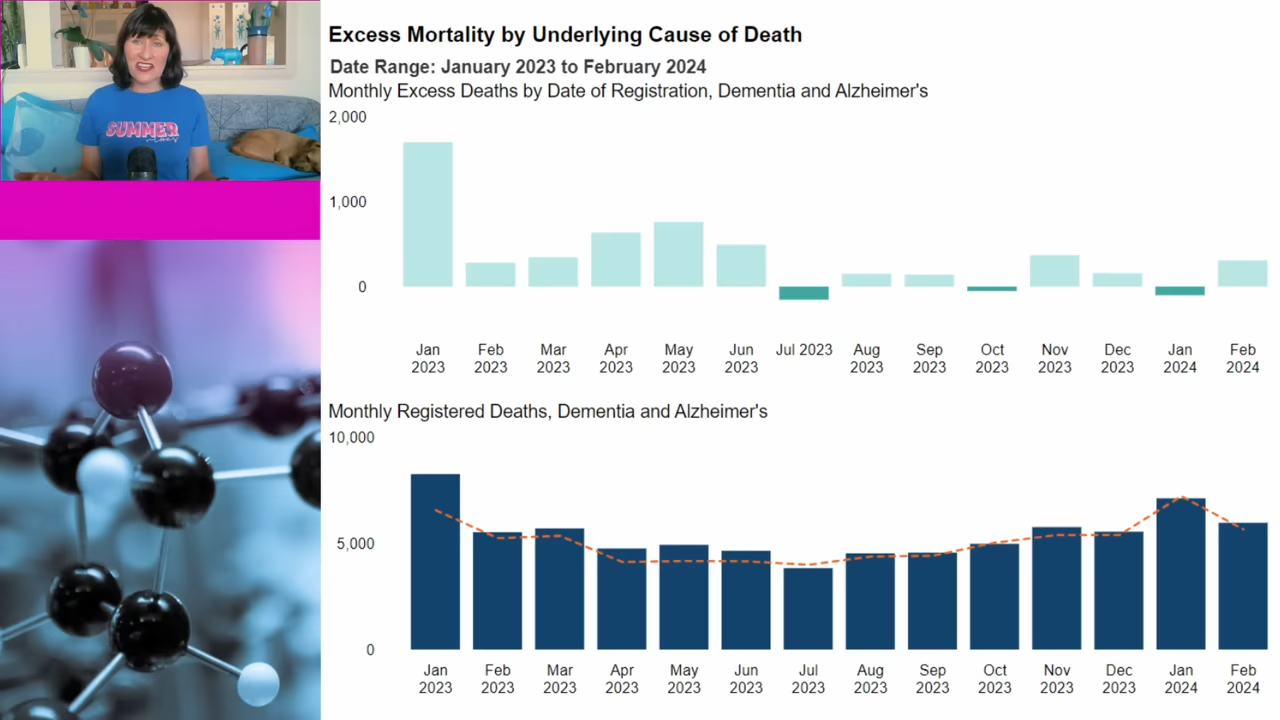 SUMMER
Excess Mortality by Underlying Cause of Death
Date Range: January 2023 to February 2024
Monthly Excess Deaths by Date of Registration, Dementia and Alzheimer's
2,000
1,000
0
Jan 2023
Feb 2023
Mar 2023
Apr 2023
May 2023
Jun 2023
Jul 2023
Aug 2023
Sep 2023
Oct 2023
Nov 2023
Dec 2023
Jan 2024
Feb 2024
Monthly Registered Deaths, Dementia and Alzheimer's
10,000
5,000
0
Jan 2023
Feb 2023
Mar 2023
Apr 2023
May 2023
Jun 2023
Jul 2023
Aug 2023
Sep 2023
Oct 2023
Nov 2023
Dec 2023
Jan 2024
Feb 2024